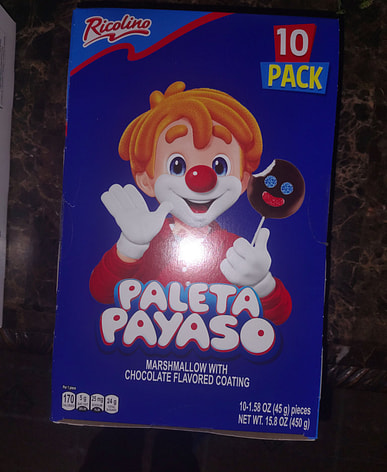 Ricolino
10
PACK
PALETA
PAYASO
MARSHMALLOW WITH
CHOCOLATE FLAVORED COATING
170
10-1.58 OZ (45 g) pieces
NET WT. 15.8 OZ (450 g)